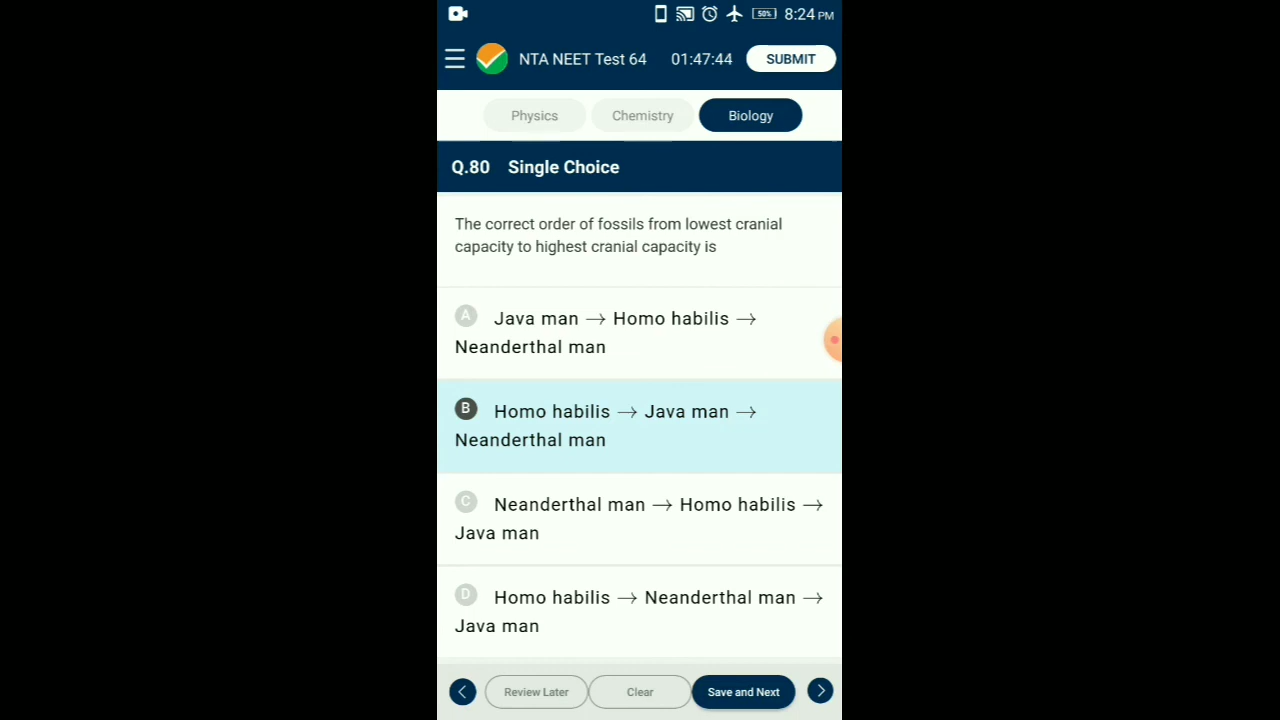 50% 8:24 PM
NTA NEET Test 64 01:47:44 SUBMIT
Physics Chemistry Biology
Q.80 Single Choice
The correct order of fossils from lowest cranial
capacity to highest cranial capacity is
A Java man → Homo habilis →
Neanderthal man
B Homo habilis → Java man →
Neanderthal man
C Neanderthal man → Homo habilis →
Java man
D Homo habilis → Neanderthal man →
Java man
Review Later Clear Save and Next